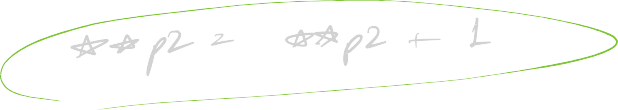 **p2 = **p2 + 1